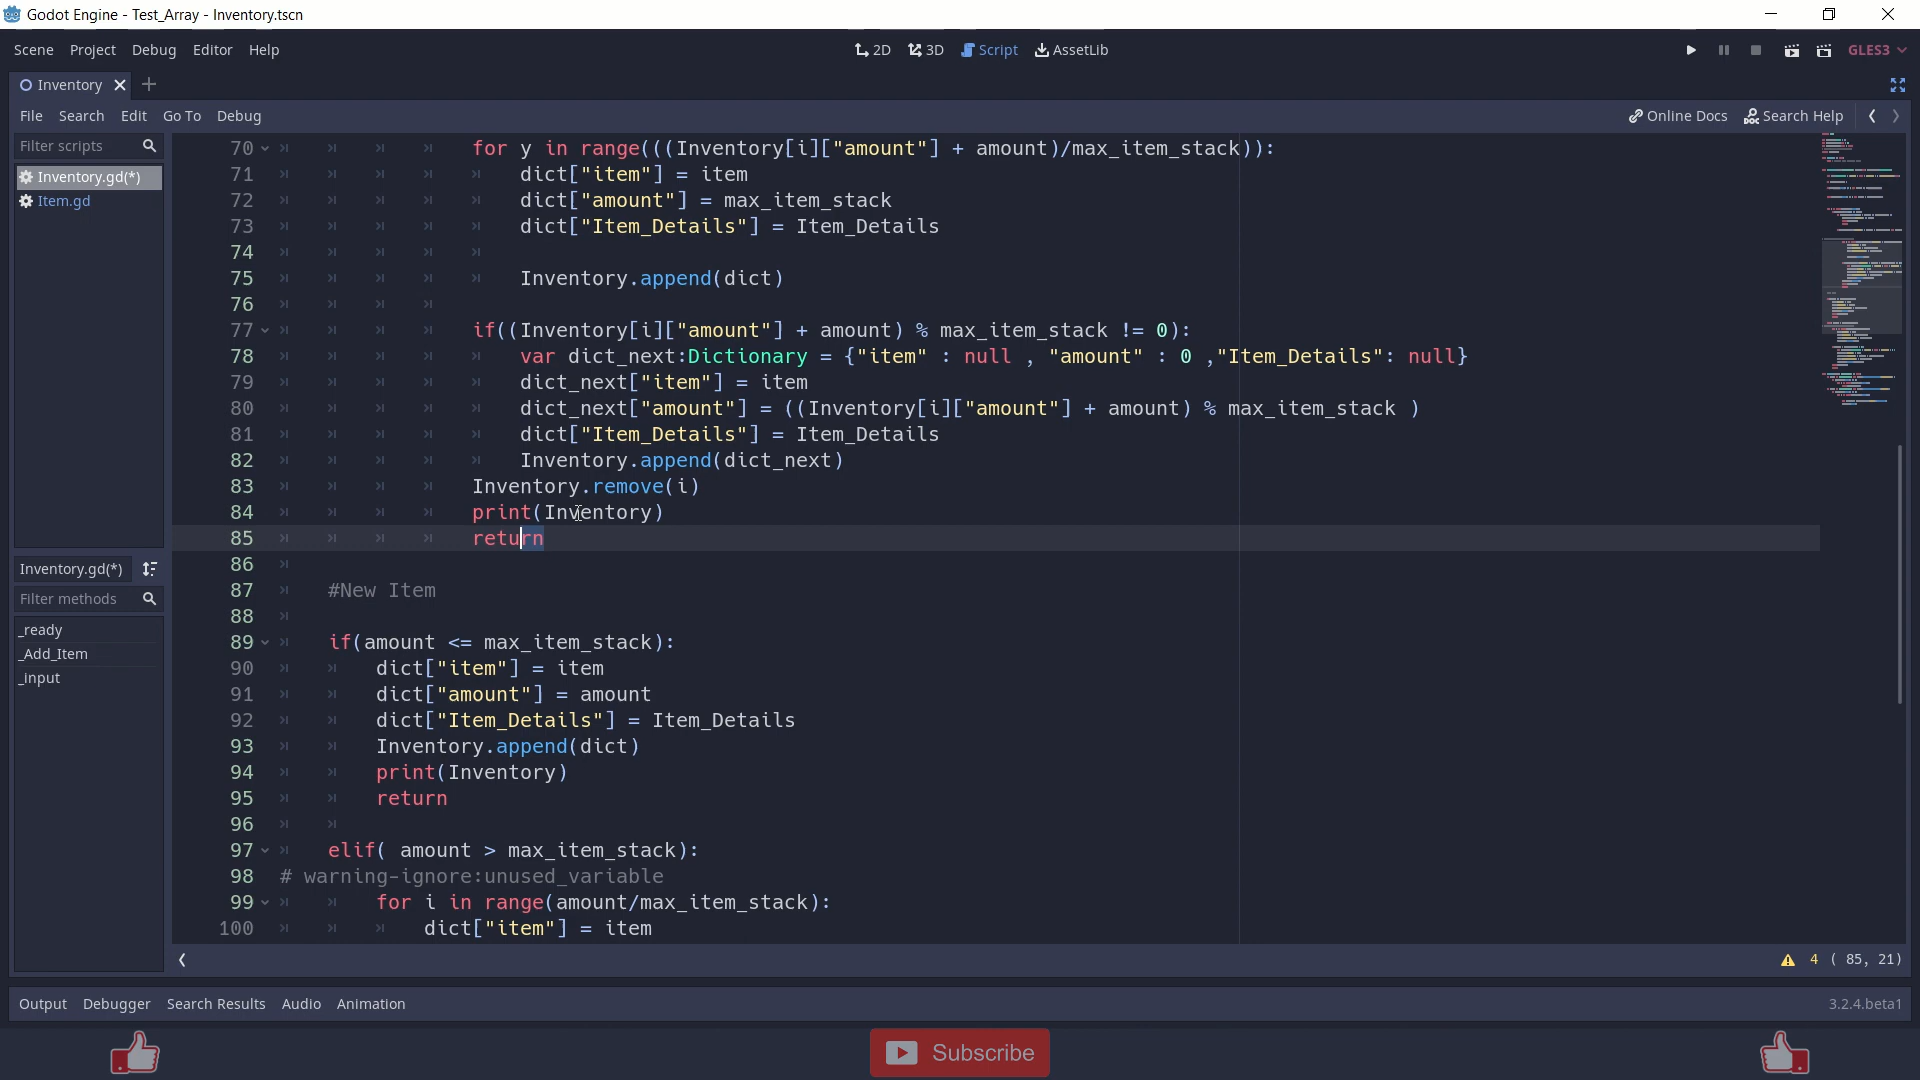 Godot Engine - Test_Array - Inventory.tscn
Scene Project Debug Editor Help
2D 3D Script AssetLib
GLES3
Inventory
File Search Edit Go To Debug
Online Docs Search Help
Filter scripts
Inventory.gd(*)
Item.gd
Inventory.gd(*)
Filter methods
_ready
_Add_Item
_input
70 for y in range(((Inventory[i]["amount"] + amount)/max_item_stack)):
71 dict["item"] = item
72 dict["amount"] = max_item_stack
73 dict["Item_Details"] = Item_Details
74
75 Inventory.append(dict)
76
77 if((Inventory[i]["amount"] + amount) % max_item_stack != 0):
78 var dict_next:Dictionary = {"item" : null , "amount" : 0 ,"Item_Details": null}
79 dict_next["item"] = item
80 dict_next["amount"] = ((Inventory[i]["amount"] + amount) % max_item_stack )
81 dict["Item_Details"] = Item_Details
82 Inventory.append(dict_next)
83 Inventory.remove(i)
84 print(Inventory)
85 return
86
87 #New Item
88
89 if(amount <= max_item_stack):
90 dict["item"] = item
91 dict["amount"] = amount
92 dict["Item_Details"] = Item_Details
93 Inventory.append(dict)
94 print(Inventory)
95 return
96
97 elif( amount > max_item_stack):
98 # warning-ignore:unused_variable
99 for i in range(amount/max_item_stack):
100 dict["item"] = item
4 ( 85, 21)
Output Debugger Search Results Audio Animation
3.2.4.beta1
Subscribe